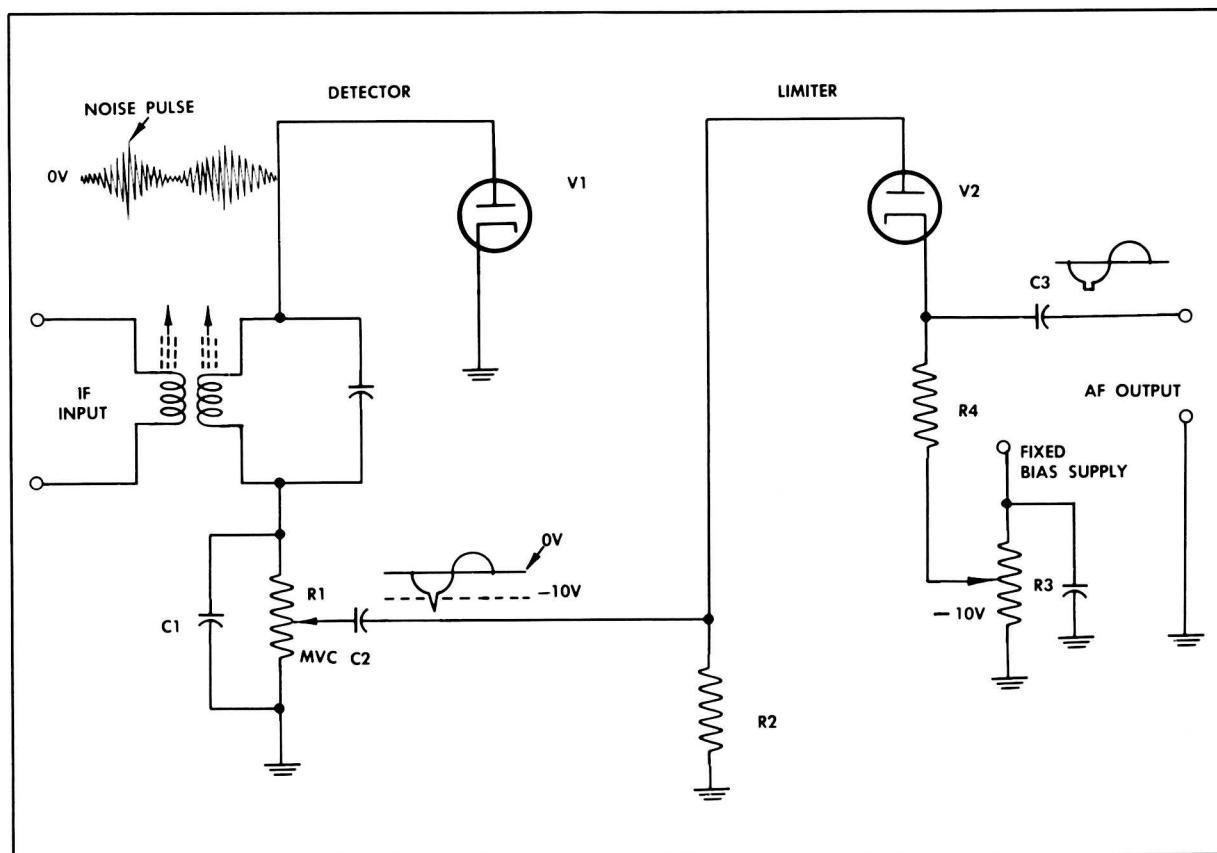 DETECTOR
LIMITER
NOISE PULSE
0V
V1
V2
C3
IF
INPUT
R4
AF OUTPUT
FIXED
BIAS SUPPLY
0V
-10V
R1
C1
MVC C2
R3
-10V
R2